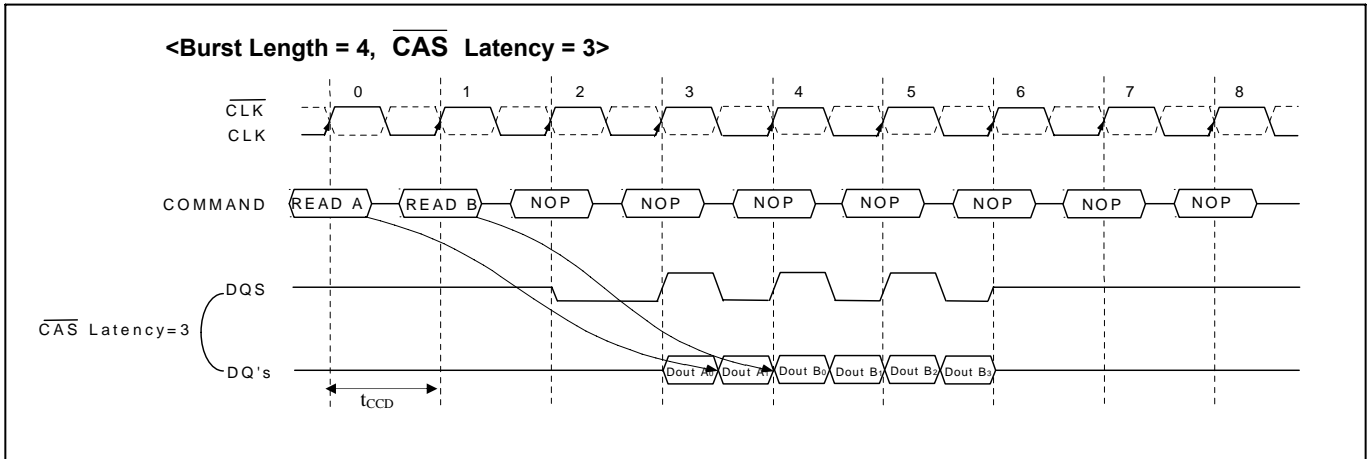 <Burst Length = 4, CAS Latency = 3>
0 1 2 3 4 5 6 7 8
CLK
CLK
COMMAND READ A READ B NOP NOP NOP NOP NOP NOP NOP
DQS
CAS Latency=3
DQ's Dout A0 Dout A1 Dout B0 Dout B1 Dout B2 Dout B3
tCCD